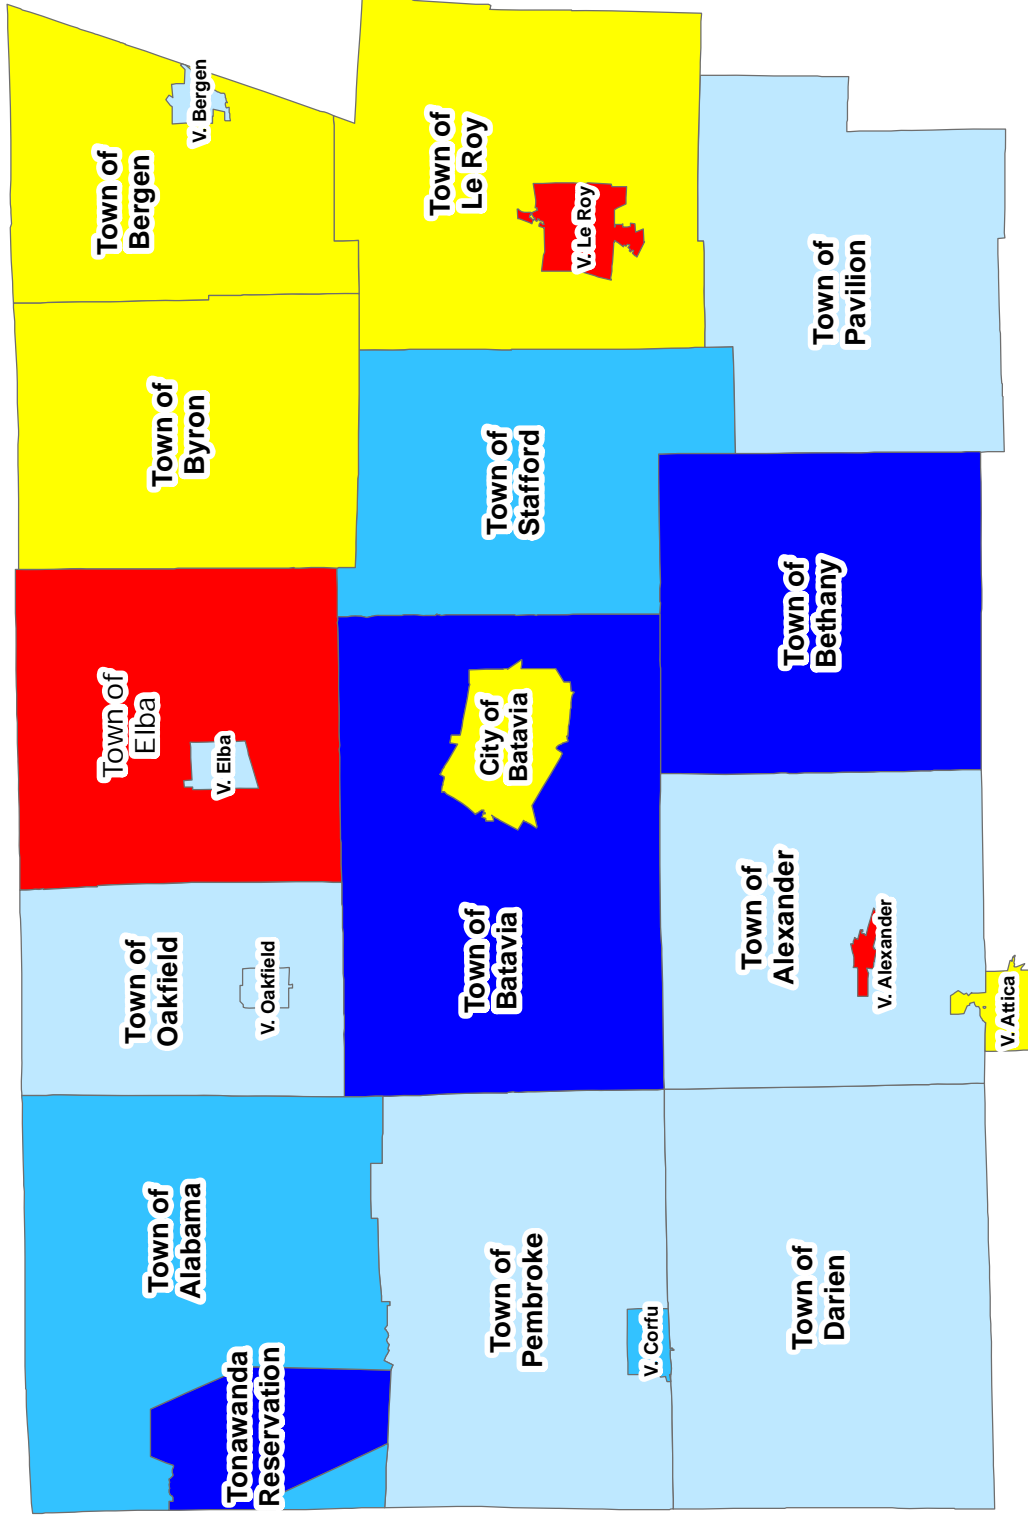 Town of
Alabama
Tonawanda
Reservation
Town of
Oakfield
V. Oakfield
Town of
Elba
V. Elba
Town of
Byron
Town of
Bergen
V. Bergen
Town of
Pembroke
V. Corfu
Town of
Batavia
City of
Batavia
Town of
Stafford
Town of
Le Roy
V. Le Roy
Town of
Darien
Town of
Alexander
V. Alexander
V. Attica
Town of
Bethany
Town of
Pavilion